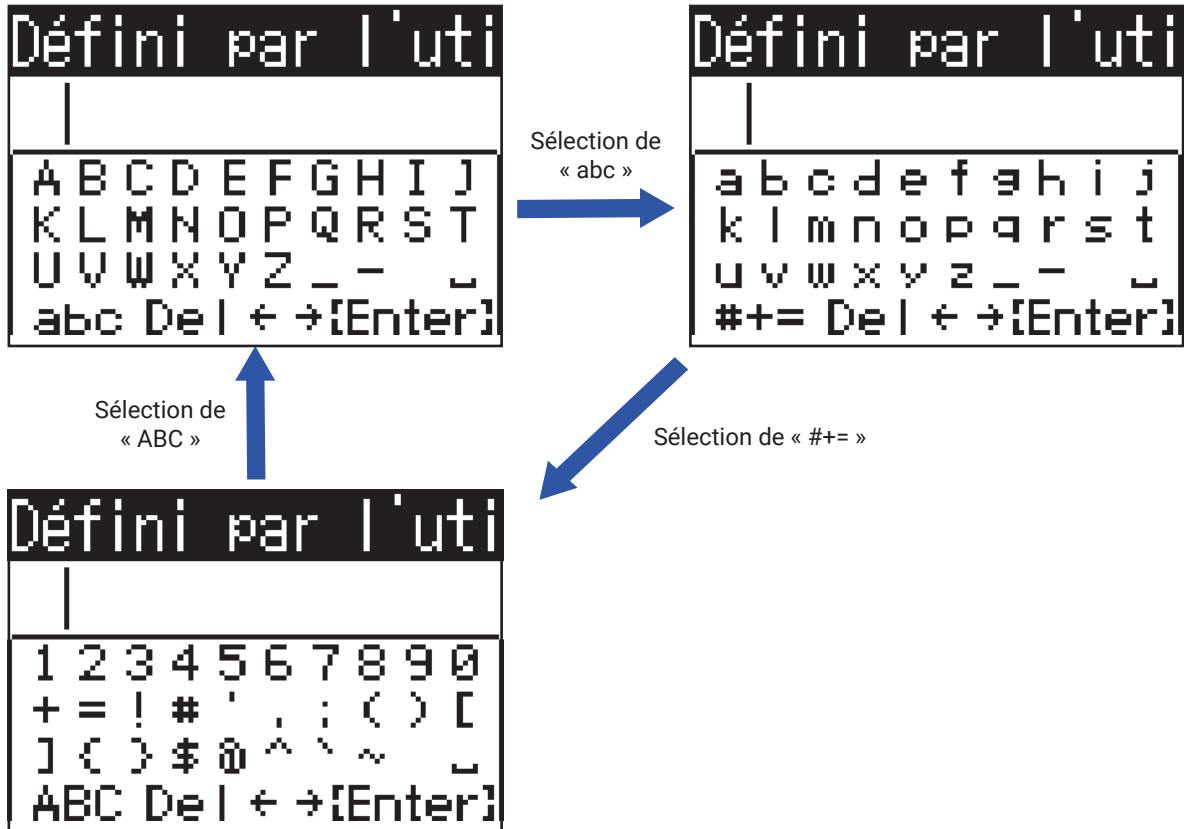 Défini par l'uti
A B C D E F G H I J
K L M N O P Q R S T
U V W X Y Z _ - ⎵
abc Del ← → [Enter]
Sélection de
« abc »
Défini par l'uti
a b c d e f g h i j
k l m n o p q r s t
u v w x y z _ - ⎵
#+= Del ← → [Enter]
Sélection de
« ABC »
Sélection de « #+= »
Défini par l'uti
1 2 3 4 5 6 7 8 9 0
+ = ! # ' , ; ( ) [
] { } $ @ ^ ` ~ ⎵
ABC Del ← → [Enter]